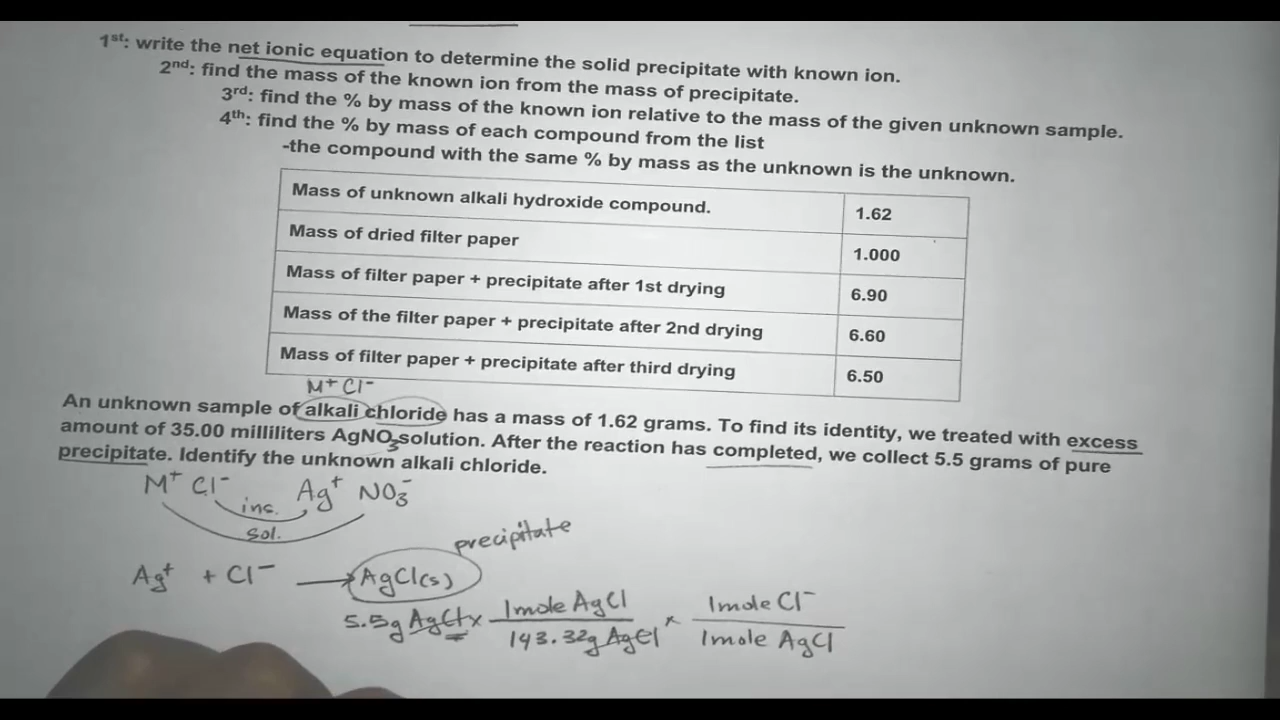 1st: write the net ionic equation to determine the solid precipitate with known ion.
2nd: find the mass of the known ion from the mass of precipitate.
3rd: find the % by mass of the known ion relative to the mass of the given unknown sample.
4th: find the % by mass of each compound from the list
-the compound with the same % by mass as the unknown is the unknown.
Mass of unknown alkali hydroxide compound. 1.62
Mass of dried filter paper 1.000
Mass of filter paper + precipitate after 1st drying 6.90
Mass of the filter paper + precipitate after 2nd drying 6.60
Mass of filter paper + precipitate after third drying 6.50
M+ Cl-
An unknown sample of alkali chloride has a mass of 1.62 grams. To find its identity, we treated with excess
amount of 35.00 milliliters AgNO3 solution. After the reaction has completed, we collect 5.5 grams of pure
precipitate. Identify the unknown alkali chloride.
M+ Cl- Ag+ NO3-
ins.
sol.
precipitate
Ag+ + Cl- → AgCl(s)
5.5g AgCl x 1mole AgCl / 143.32g AgCl x 1mole Cl- / 1mole AgCl